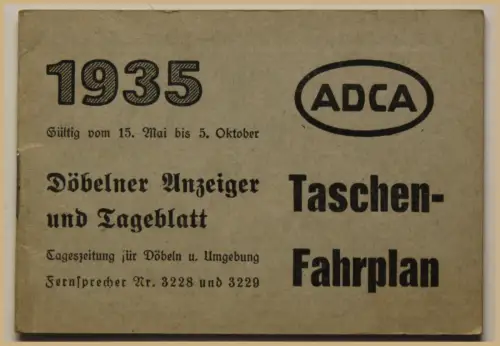 1935
Gültig vom 15. Mai bis 5. Oktober
Döbelner Anzeiger
und Tageblatt
Tageszeitung für Döbeln u. Umgebung
Fernsprecher Nr. 3228 und 3229
ADCA
Taschen-
Fahrplan